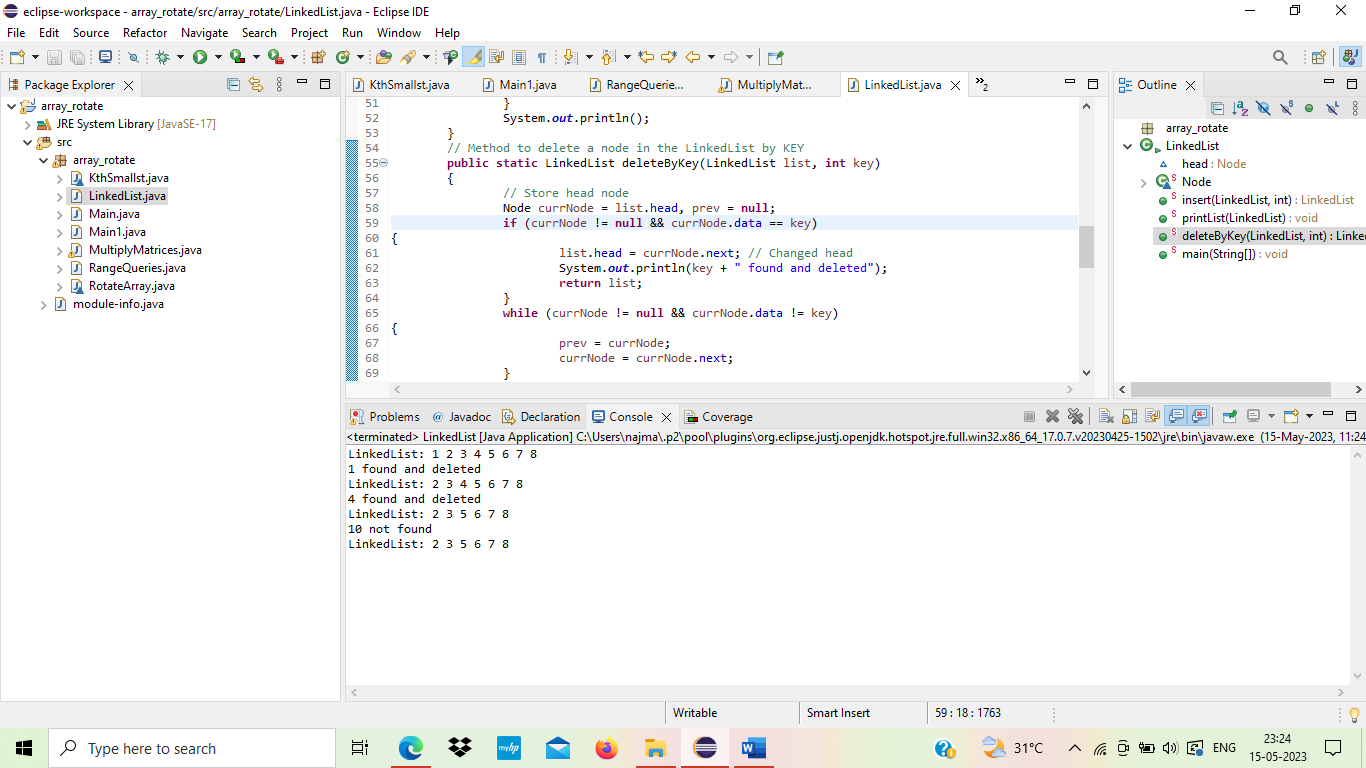 eclipse-workspace - array_rotate/src/array_rotate/LinkedList.java - Eclipse IDE
File Edit Source Refactor Navigate Search Project Run Window Help
Package Explorer
array_rotate
JRE System Library [JavaSE-17]
src
array_rotate
KthSmallst.java
LinkedList.java
Main.java
Main1.java
MultiplyMatrices.java
RangeQueries.java
RotateArray.java
module-info.java
KthSmallst.java Main1.java RangeQuerie... MultiplyMat... LinkedList.java »2
51 }
52 System.out.println();
53 }
54 // Method to delete a node in the LinkedList by KEY
55 public static LinkedList deleteByKey(LinkedList list, int key)
56 {
57 // Store head node
58 Node currNode = list.head, prev = null;
59 if (currNode != null && currNode.data == key)
60 {
61 list.head = currNode.next; // Changed head
62 System.out.println(key + " found and deleted");
63 return list;
64 }
65 while (currNode != null && currNode.data != key)
66 {
67 prev = currNode;
68 currNode = currNode.next;
69 }
Outline
array_rotate
LinkedList
head : Node
Node
insert(LinkedList, int) : LinkedList
printList(LinkedList) : void
deleteByKey(LinkedList, int) : Linke
main(String[]) : void
Problems @ Javadoc Declaration Console Coverage
<terminated> LinkedList [Java Application] C:\Users\najma\.p2\pool\plugins\org.eclipse.justj.openjdk.hotspot.jre.full.win32.x86_64_17.0.7.v20230425-1502\jre\bin\javaw.exe (15-May-2023, 11:24
LinkedList: 1 2 3 4 5 6 7 8
1 found and deleted
LinkedList: 2 3 4 5 6 7 8
4 found and deleted
LinkedList: 2 3 5 6 7 8
10 not found
LinkedList: 2 3 5 6 7 8
Writable Smart Insert 59 : 18 : 1763
Type here to search
myhp
31°C
ENG
23:24
15-05-2023